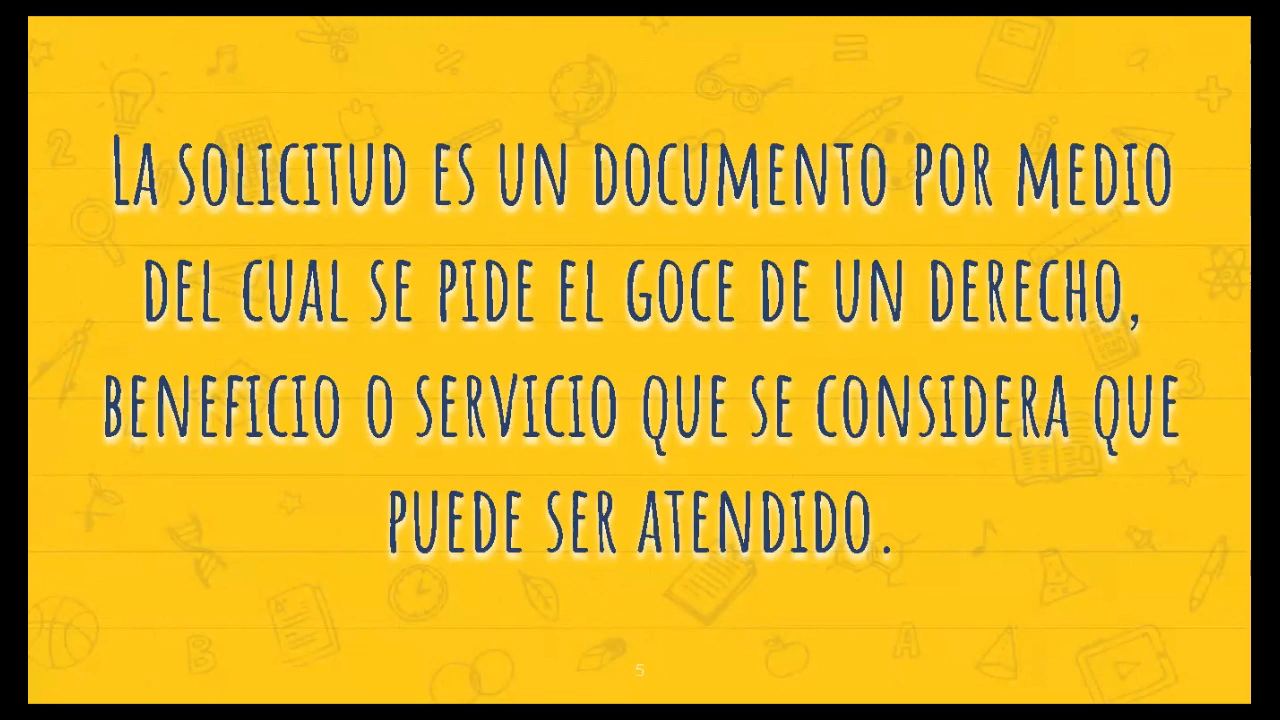 La solicitud es un documento por medio
del cual se pide el goce de un derecho,
beneficio o servicio que se considera que
puede ser atendido.
5